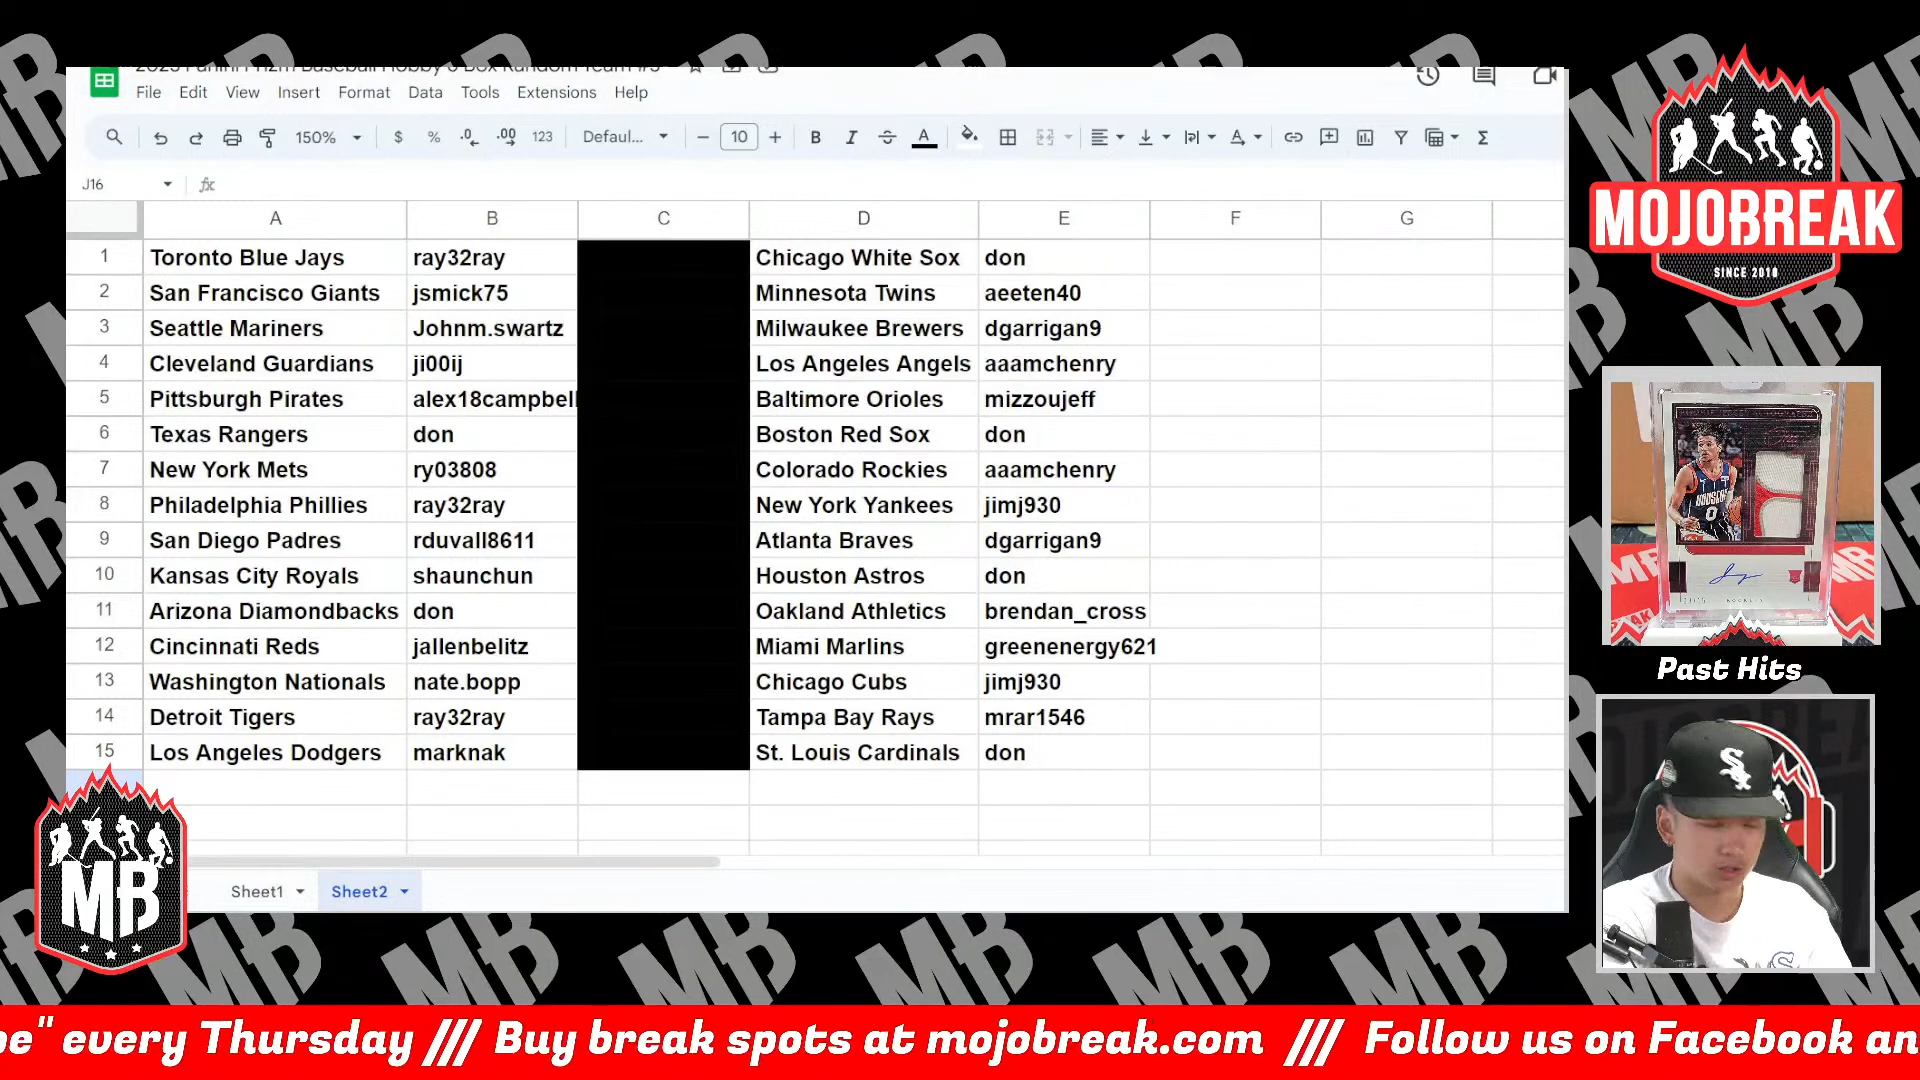 File Edit View Insert Format Data Tools Extensions Help
150% $ % .0 .00 123 Defaul... 10 B I A
J16 fx
A B C D E F G
1 Toronto Blue Jays ray32ray Chicago White Sox don
2 San Francisco Giants jsmick75 Minnesota Twins aeeten40
3 Seattle Mariners Johnm.swartz Milwaukee Brewers dgarrigan9
4 Cleveland Guardians ji00ij Los Angeles Angels aaamchenry
5 Pittsburgh Pirates alex18campbell Baltimore Orioles mizzoujeff
6 Texas Rangers don Boston Red Sox don
7 New York Mets ry03808 Colorado Rockies aaamchenry
8 Philadelphia Phillies ray32ray New York Yankees jimj930
9 San Diego Padres rduvall8611 Atlanta Braves dgarrigan9
10 Kansas City Royals shaunchun Houston Astros don
11 Arizona Diamondbacks don Oakland Athletics brendan_cross
12 Cincinnati Reds jallenbelitz Miami Marlins greenenergy621
13 Washington Nationals nate.bopp Chicago Cubs jimj930
14 Detroit Tigers ray32ray Tampa Bay Rays mrar1546
15 Los Angeles Dodgers marknak St. Louis Cardinals don
Sheet1 Sheet2
MB
MOJOBREAK
SINCE 2010
Past Hits
be" every Thursday /// Buy break spots at mojobreak.com /// Follow us on Facebook an